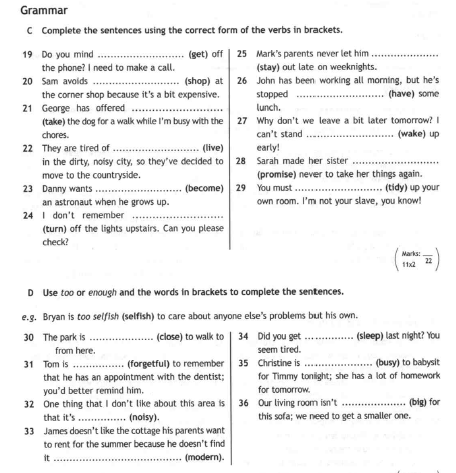 Grammar
C Complete the sentences using the correct form of the verbs in brackets.
19 Do you mind ........................ (get) off
the phone? I need to make a call.
20 Sam avoids ........................ (shop) at
the corner shop because it's a bit expensive.
21 George has offered ........................
(take) the dog for a walk while I'm busy with the
chores.
22 They are tired of ........................ (live)
in the dirty, noisy city, so they've decided to
move to the countryside.
23 Danny wants ........................ (become)
an astronaut when he grows up.
24 I don't remember ........................
(turn) off the lights upstairs. Can you please
check?
25 Mark's parents never let him ..................
(stay) out late on weeknights.
26 John has been working all morning, but he's
stopped ........................ (have) some
lunch.
27 Why don't we leave a bit later tomorrow? I
can't stand ........................ (wake) up
early!
28 Sarah made her sister ........................
(promise) never to take her things again.
29 You must ........................ (tidy) up your
own room. I'm not your slave, you know!
Marks: __
11x2 22
D Use too or enough and the words in brackets to complete the sentences.
e.g. Bryan is too selfish (selfish) to care about anyone else's problems but his own.
30 The park is .................. (close) to walk to
from here.
31 Tom is .................. (forgetful) to remember
that he has an appointment with the dentist;
you'd better remind him.
32 One thing that I don't like about this area is
that it's .............. (noisy).
33 James doesn't like the cottage his parents want
to rent for the summer because he doesn't find
it .................................... (modern).
34 Did you get .............. (sleep) last night? You
seem tired.
35 Christine is .................. (busy) to babysit
for Timmy tonight; she has a lot of homework
for tomorrow.
36 Our living room isn't .................. (big) for
this sofa; we need to get a smaller one.